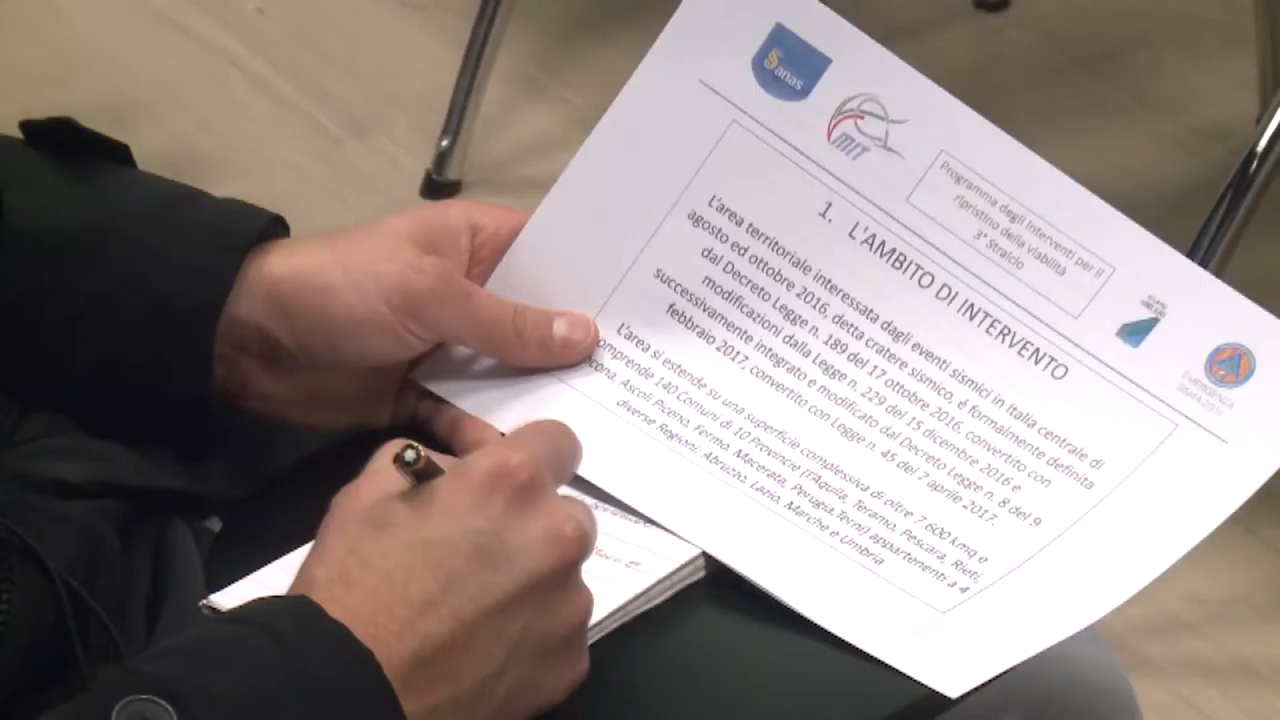 Sanas
MIT
Programma degli interventi per il
ripristino della viabilità
3° Stralcio
EMERGENZA
1. L'AMBITO DI INTERVENTO
L'area territoriale interessata dagli eventi sismici in Italia centrale di
agosto ed ottobre 2016, detta cratere sismico, è formalmente definita
dal Decreto Legge n. 189 del 17 ottobre 2016, convertito con
modificazioni dalla Legge n. 229 del 15 dicembre 2016 e
successivamente integrato e modificato dal Decreto Legge n. 8 del 9
febbraio 2017, convertito con Legge n. 45 del 7 aprile 2017.
L'area si estende su una superficie complessiva di oltre 7.600 kmq e
omprende 140 Comuni di 10 Provincie (l'Aquila, Teramo, Pescara, Rieti,
cona, Ascoli Piceno, Fermo, Macerata, Perugia,Terni) appartenenti a 4
diverse Regioni: Abruzzo, Lazio, Marche e Umbria